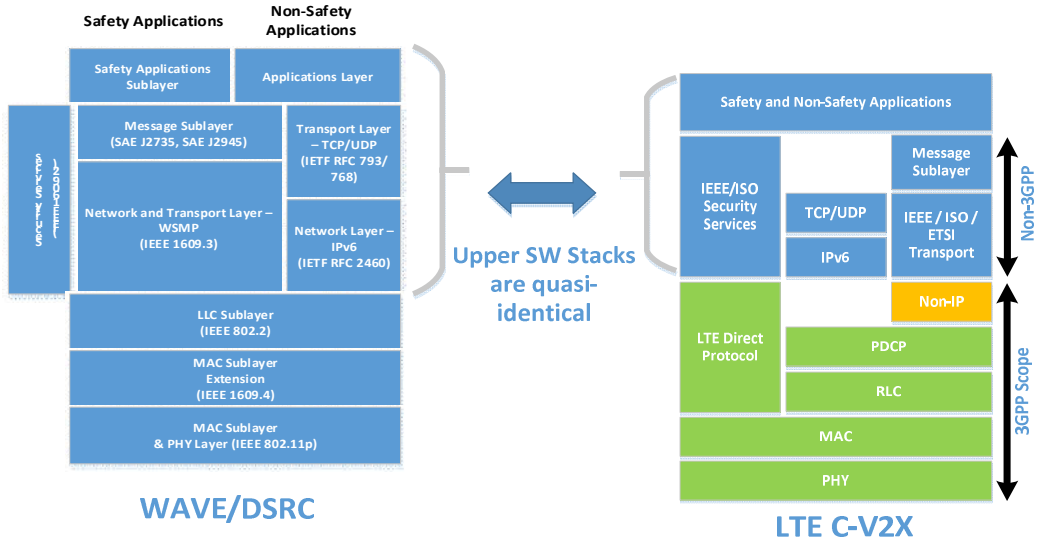 Safety Applications
Non-Safety
Applications
Safety Applications
Sublayer
Applications Layer
Message Sublayer
(SAE J2735, SAE J2945)
Transport Layer
– TCP/UDP
(IETF RFC 793/
768)
Network and Transport Layer –
WSMP
(IEEE 1609.3)
Network Layer –
IPv6
(IETF RFC 2460)
LLC Sublayer
(IEEE 802.2)
MAC Sublayer
Extension
(IEEE 1609.4)
MAC Sublayer
& PHY Layer (IEEE 802.11p)
WAVE/DSRC
Upper SW Stacks
are quasi-
identical
Safety and Non-Safety Applications
IEEE/ISO
Security
Services
TCP/UDP
IPv6
Message
Sublayer
IEEE / ISO /
ETSI
Transport
Non-3GPP
Non-IP
LTE Direct
Protocol
PDCP
RLC
MAC
PHY
3GPP Scope
LTE C-V2X